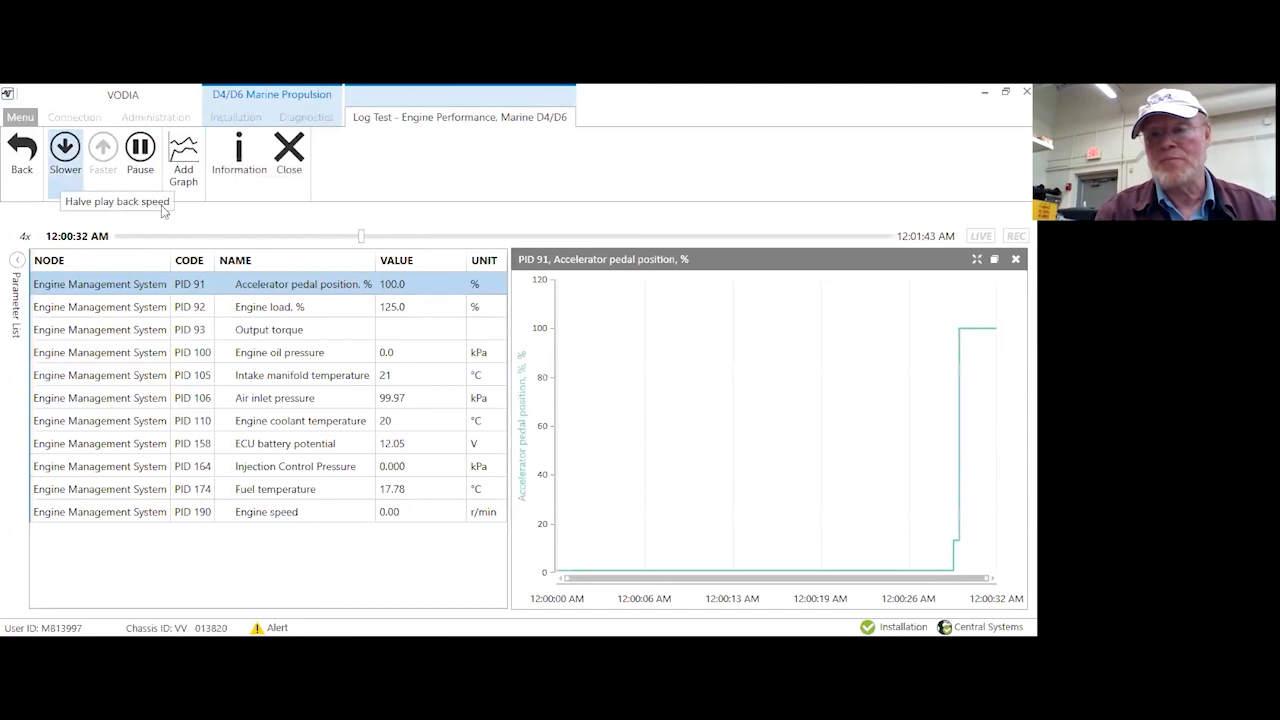 VODIA
D4/D6 Marine Propulsion
Menu
Connection
Administration
Installation
Diagnostics
Log Test - Engine Performance, Marine D4/D6
Back
Slower
Faster
Pause
Add Graph
Information
Close
Halve play back speed
4x
12:00:32 AM
12:01:43 AM
LIVE
REC
Parameter List
NODE CODE NAME VALUE UNIT
Engine Management System PID 91 Accelerator pedal position, % 100.0 %
Engine Management System PID 92 Engine load, % 125.0 %
Engine Management System PID 93 Output torque
Engine Management System PID 100 Engine oil pressure 0.0 kPa
Engine Management System PID 105 Intake manifold temperature 21 °C
Engine Management System PID 106 Air inlet pressure 99.97 kPa
Engine Management System PID 110 Engine coolant temperature 20 °C
Engine Management System PID 158 ECU battery potential 12.05 V
Engine Management System PID 164 Injection Control Pressure 0.000 kPa
Engine Management System PID 174 Fuel temperature 17.78 °C
Engine Management System PID 190 Engine speed 0.00 r/min
PID 91, Accelerator pedal position, %
Accelerator pedal position, %, %
120
100
80
60
40
20
0
12:00:00 AM 12:00:06 AM 12:00:13 AM 12:00:19 AM 12:00:26 AM 12:00:32 AM
User ID: M813997
Chassis ID: VV 013820
Alert
Installation
Central Systems